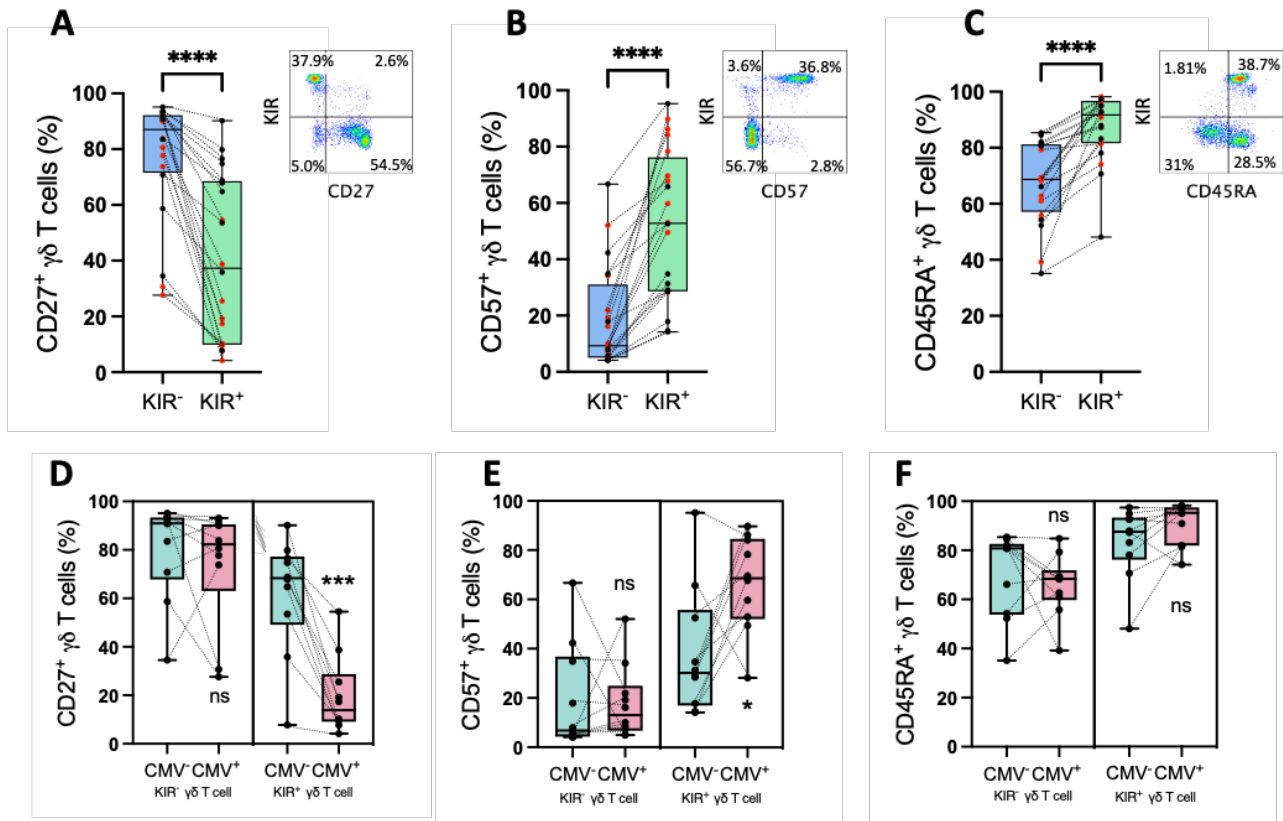 A
****
CD27+ γδ T cells (%)
100
80
60
40
20
0
KIR-
KIR+
KIR
37.9%
2.6%
5.0%
54.5%
CD27
B
****
CD57+ γδ T cells (%)
100
80
60
40
20
0
KIR-
KIR+
KIR
3.6%
36.8%
56.7%
2.8%
CD57
C
****
CD45RA+ γδ T cells (%)
100
80
60
40
20
0
KIR-
KIR+
KIR
1.81%
38.7%
31%
28.5%
CD45RA
D
CD27+ γδ T cells (%)
100
80
60
40
20
0
ns
***
CMV-CMV+
KIR- γδ T cell
CMV-CMV+
KIR+ γδ T cell
E
CD57+ γδ T cells (%)
100
80
60
40
20
0
ns
*
CMV-CMV+
KIR- γδ T cell
CMV-CMV+
KIR+ γδ T cell
F
CD45RA+ γδ T cells (%)
100
80
60
40
20
0
ns
ns
CMV-CMV+
KIR- γδ T cell
CMV-CMV+
KIR+ γδ T cell